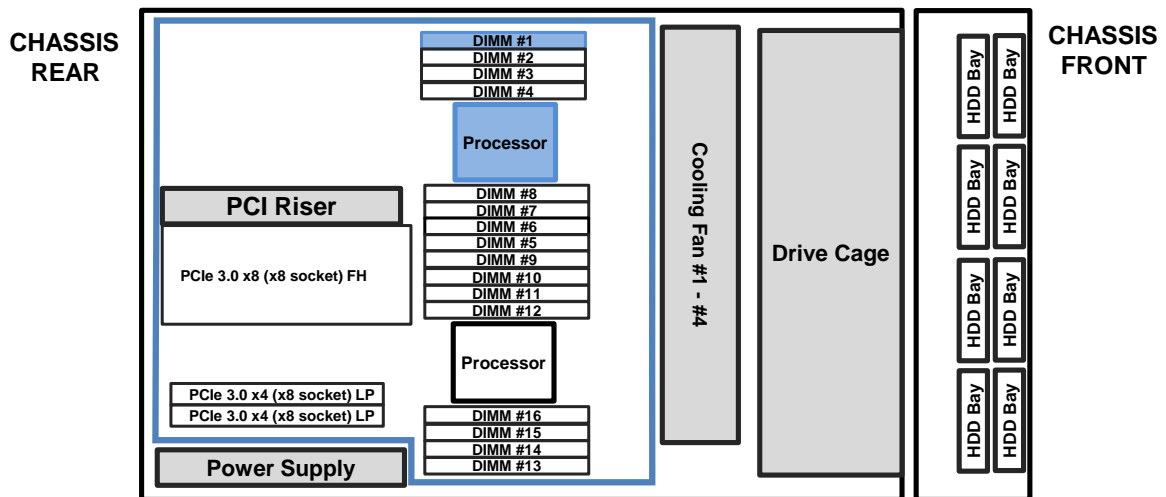 CHASSIS
REAR
DIMM #1
DIMM #2
DIMM #3
DIMM #4
Processor
DIMM #8
DIMM #7
DIMM #6
DIMM #5
DIMM #9
DIMM #10
DIMM #11
DIMM #12
Processor
DIMM #16
DIMM #15
DIMM #14
DIMM #13
PCI Riser
PCIe 3.0 x8 (x8 socket) FH
PCIe 3.0 x4 (x8 socket) LP
PCIe 3.0 x4 (x8 socket) LP
Power Supply
Cooling Fan #1 - #4
Drive Cage
HDD Bay
HDD Bay
HDD Bay
HDD Bay
HDD Bay
HDD Bay
HDD Bay
HDD Bay
CHASSIS
FRONT